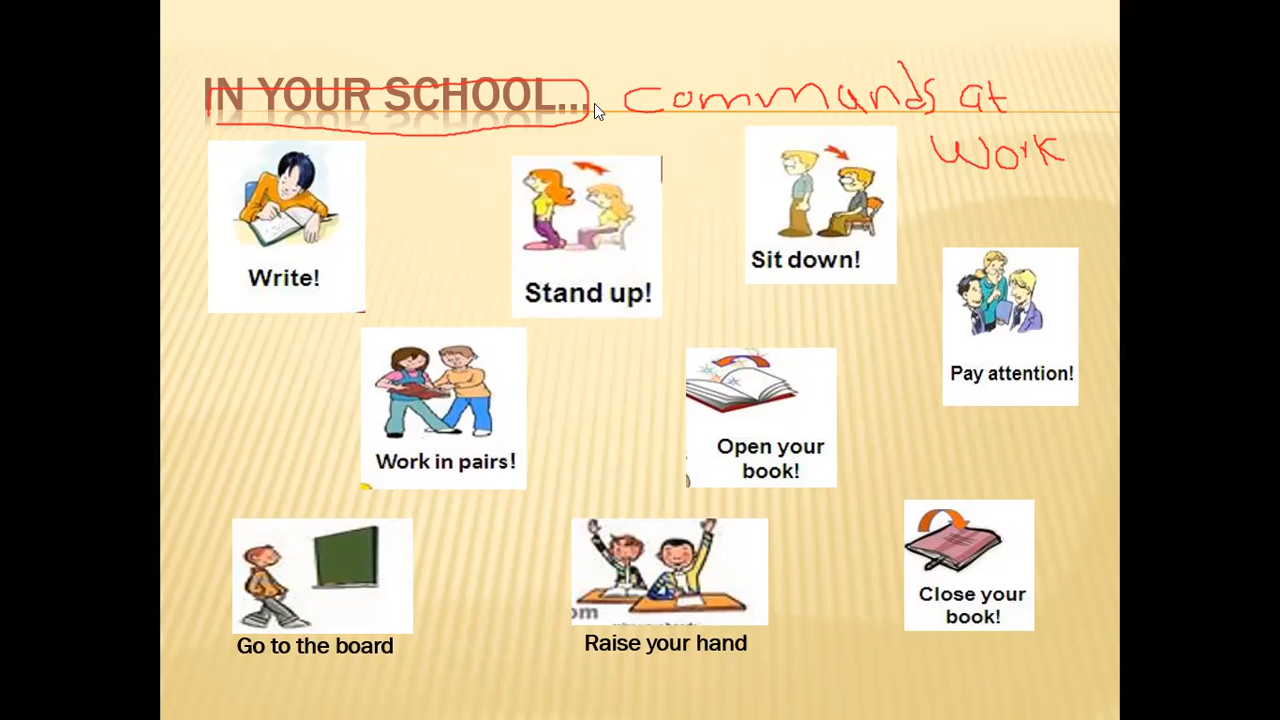 IN YOUR SCHOOL... commands at
work
Write!
Stand up!
Sit down!
Pay attention!
Work in pairs!
Open your
book!
Go to the board
om
Raise your hand
Close your
book!